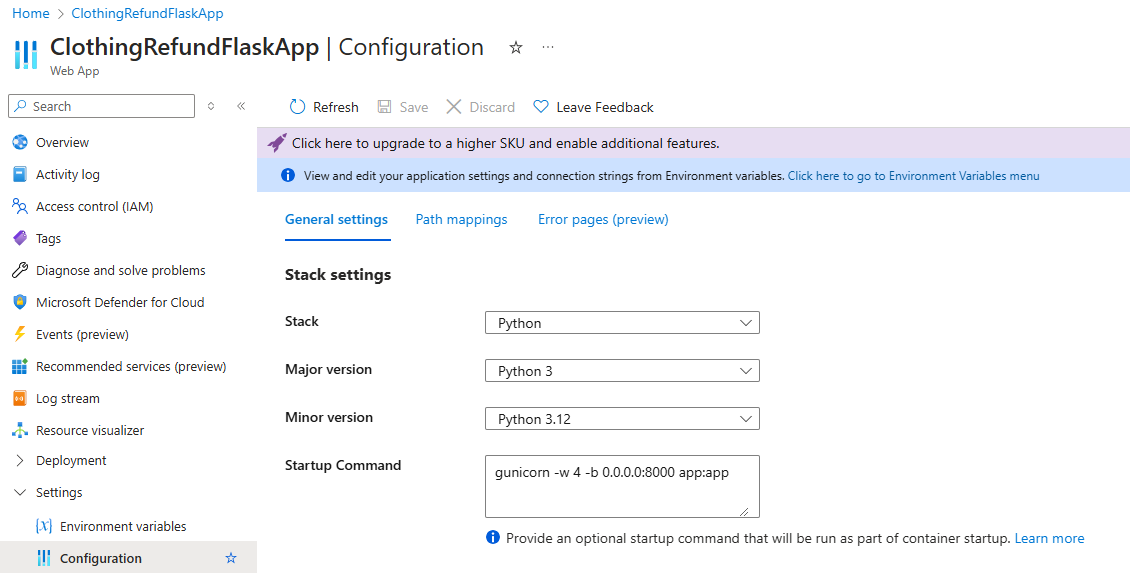 Home > ClothingRefundFlaskApp
ClothingRefundFlaskApp | Configuration
Web App
Search
Refresh Save Discard Leave Feedback
Click here to upgrade to a higher SKU and enable additional features.
View and edit your application settings and connection strings from Environment variables. Click here to go to Environment Variables menu
Overview
Activity log
Access control (IAM)
Tags
Diagnose and solve problems
Microsoft Defender for Cloud
Events (preview)
Recommended services (preview)
Log stream
Resource visualizer
Deployment
Settings
Environment variables
Configuration
General settings Path mappings Error pages (preview)
Stack settings
Stack Python
Major version Python 3
Minor version Python 3.12
Startup Command gunicorn -w 4 -b 0.0.0.0:8000 app:app
Provide an optional startup command that will be run as part of container startup. Learn more